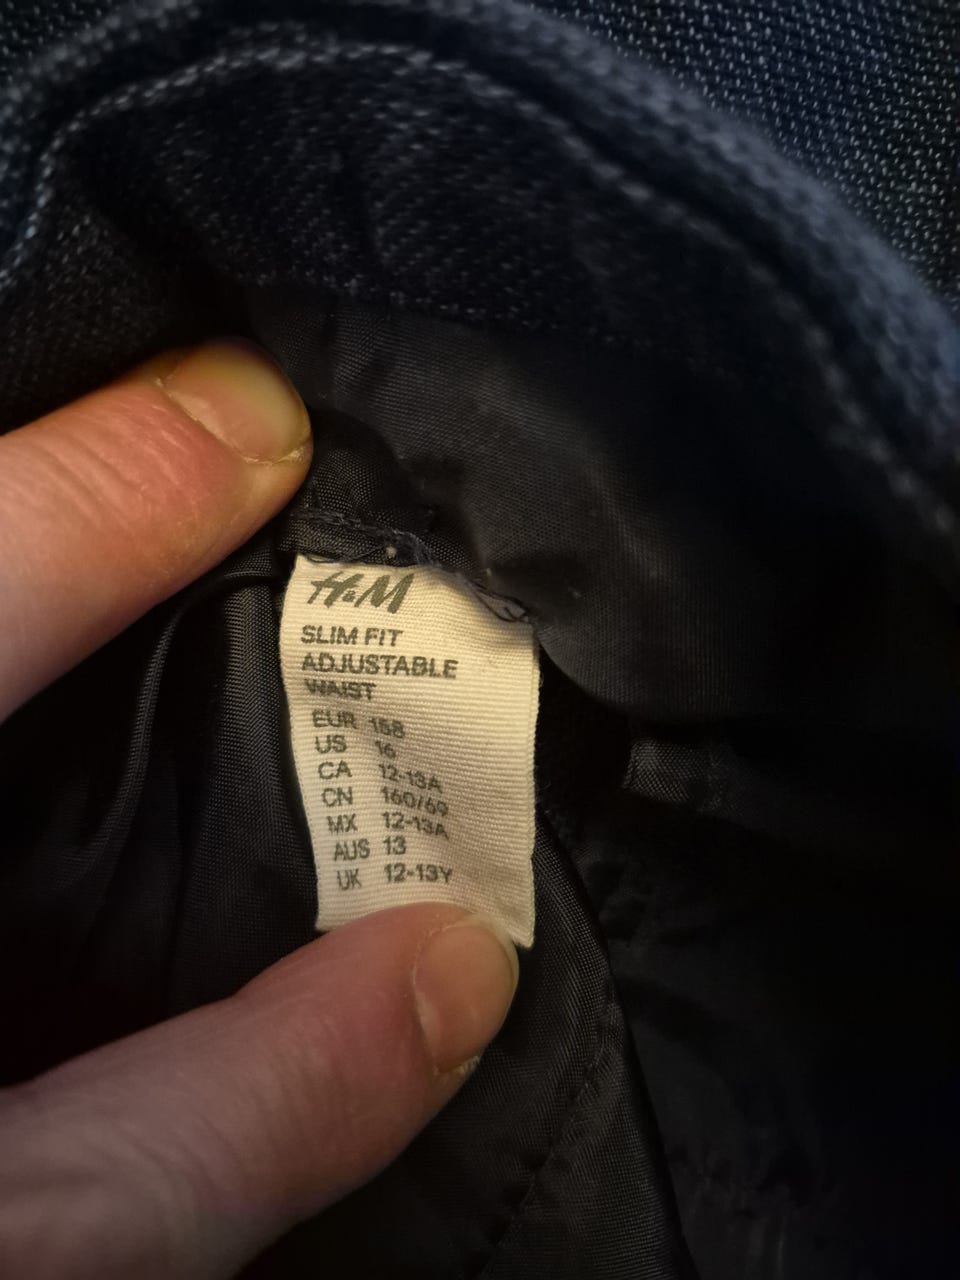 H&M
SLIM FIT
ADJUSTABLE
WAIST
EUR 158
US 16
CA 12-13A
CN 160/69
MX 12-13A
AUS 13
UK 12-13Y